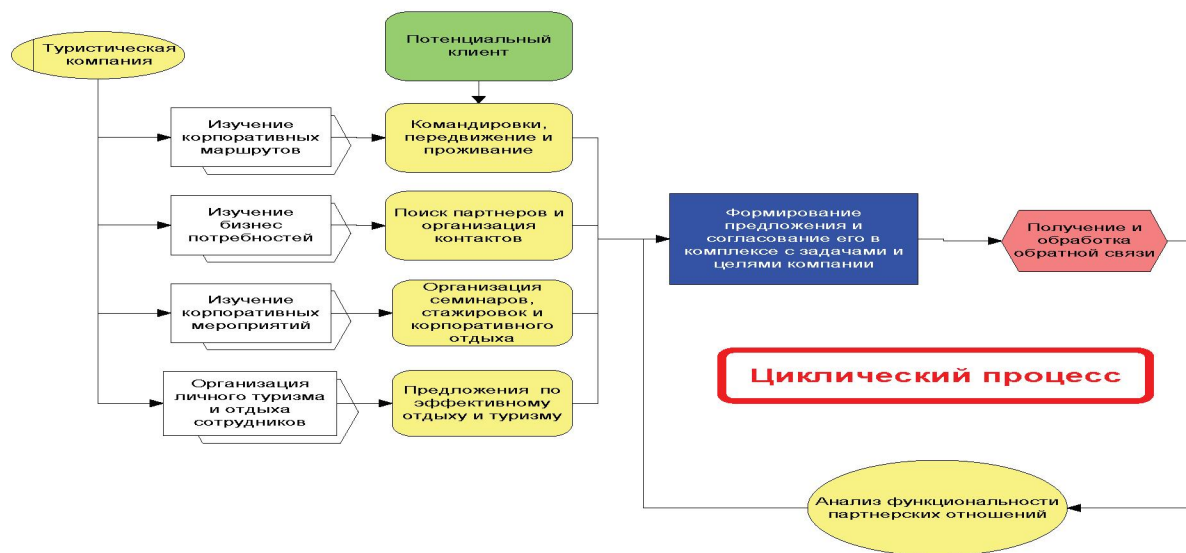 Туристическая
компания
Потенциальный
клиент
Изучение
корпоративных
маршрутов
Командировки,
передвижение и
проживание
Изучение
бизнес
потребностей
Поиск партнеров и
организация
контактов
Формирование
предложения и
согласование его в
комплексе с задачами и
целями компании
Получение и
обработка
обратной связи
Изучение
корпоративных
мероприятий
Организация
семинаров,
стажировок и
корпоративного
отдыха
Циклический процесс
Организация
личного туризма
и отдыха
сотрудников
Предложения по
эффективному
отдыху и туризму
Анализ функциональности
партнерских отношений